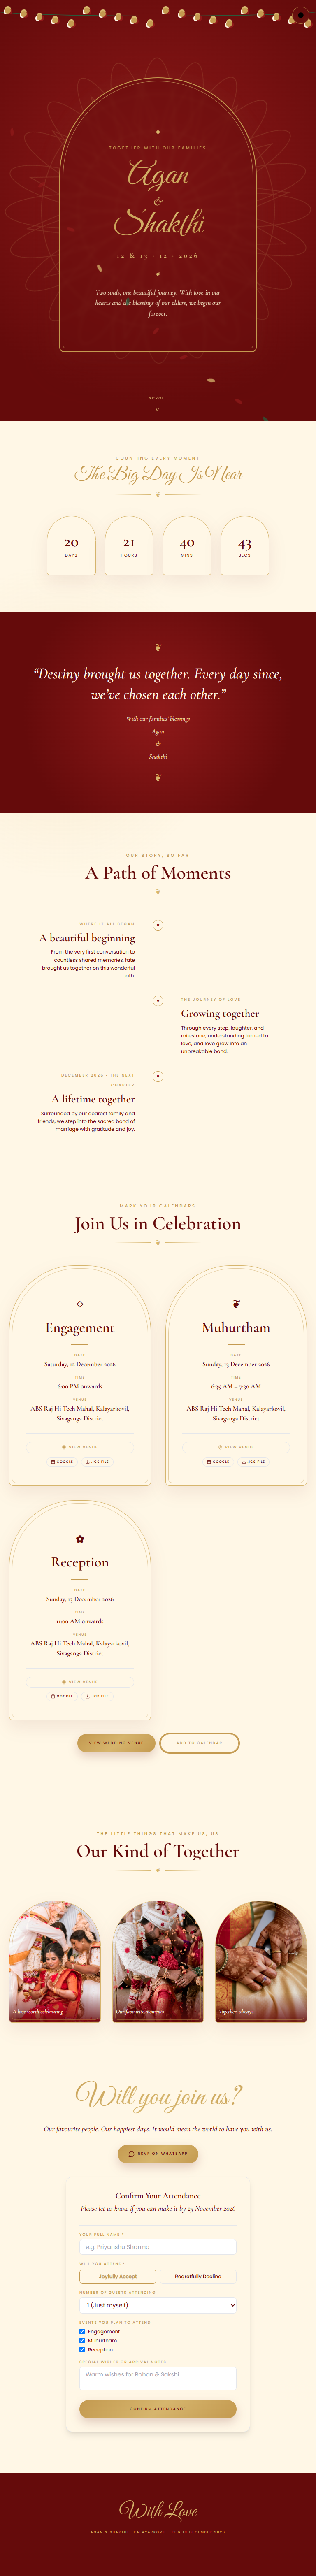 TOGETHER WITH OUR FAMILIES
Agan
&
Shakthi
12 & 13 · 12 · 2026
Two souls, one beautiful journey. With love in our
hearts and the blessings of our elders, we begin our
forever.
SCROLL
COUNTING EVERY MOMENT
The Big Day Is Near
20
DAYS
21
HOURS
40
MINS
43
SECS
“Destiny brought us together. Every day since,
we’ve chosen each other.”
With our families’ blessings
Agan
&
Shakthi
OUR STORY, SO FAR
A Path of Moments
WHERE IT ALL BEGAN
A beautiful beginning
From the very first conversation to
countless shared memories, fate
brought us together on this wonderful
path.
THE JOURNEY OF LOVE
Growing together
Through every step, laughter, and
milestone, understanding turned to
love, and love grew into an
unbreakable bond.
DECEMBER 2026 · THE NEXT
CHAPTER
A lifetime together
Surrounded by our dearest family and
friends, we step into the sacred bond of
marriage with gratitude and joy.
MARK YOUR CALENDARS
Join Us in Celebration
Engagement
DATE
Saturday, 12 December 2026
TIME
6:00 PM onwards
VENUE
ABS Raj Hi Tech Mahal, Kalayarkovil,
Sivaganga District
VIEW VENUE
GOOGLE
.ICS FILE
Muhurtham
DATE
Sunday, 13 December 2026
TIME
6:35 AM – 7:30 AM
VENUE
ABS Raj Hi Tech Mahal, Kalayarkovil,
Sivaganga District
VIEW VENUE
GOOGLE
.ICS FILE
Reception
DATE
Sunday, 13 December 2026
TIME
11:00 AM onwards
VENUE
ABS Raj Hi Tech Mahal, Kalayarkovil,
Sivaganga District
VIEW VENUE
GOOGLE
.ICS FILE
VIEW WEDDING VENUE
ADD TO CALENDAR
THE LITTLE THINGS THAT MAKE US, US
Our Kind of Together
A love worth celebrating
Our favourite moments
Together, always
Will you join us?
Our favourite people. Our happiest days. It would mean the world to have you with us.
RSVP ON WHATSAPP
Confirm Your Attendance
Please let us know if you can make it by 25 November 2026
YOUR FULL NAME *
e.g. Priyanshu Sharma
WILL YOU ATTEND?
Joyfully Accept
Regretfully Decline
NUMBER OF GUESTS ATTENDING
1 (Just myself)
EVENTS YOU PLAN TO ATTEND
Engagement
Muhurtham
Reception
SPECIAL WISHES OR ARRIVAL NOTES
Warm wishes for Rohan & Sakshi...
CONFIRM ATTENDANCE
With Love
AGAN & SHAKTHI · KALAYARKOVIL · 12 & 13 DECEMBER 2026